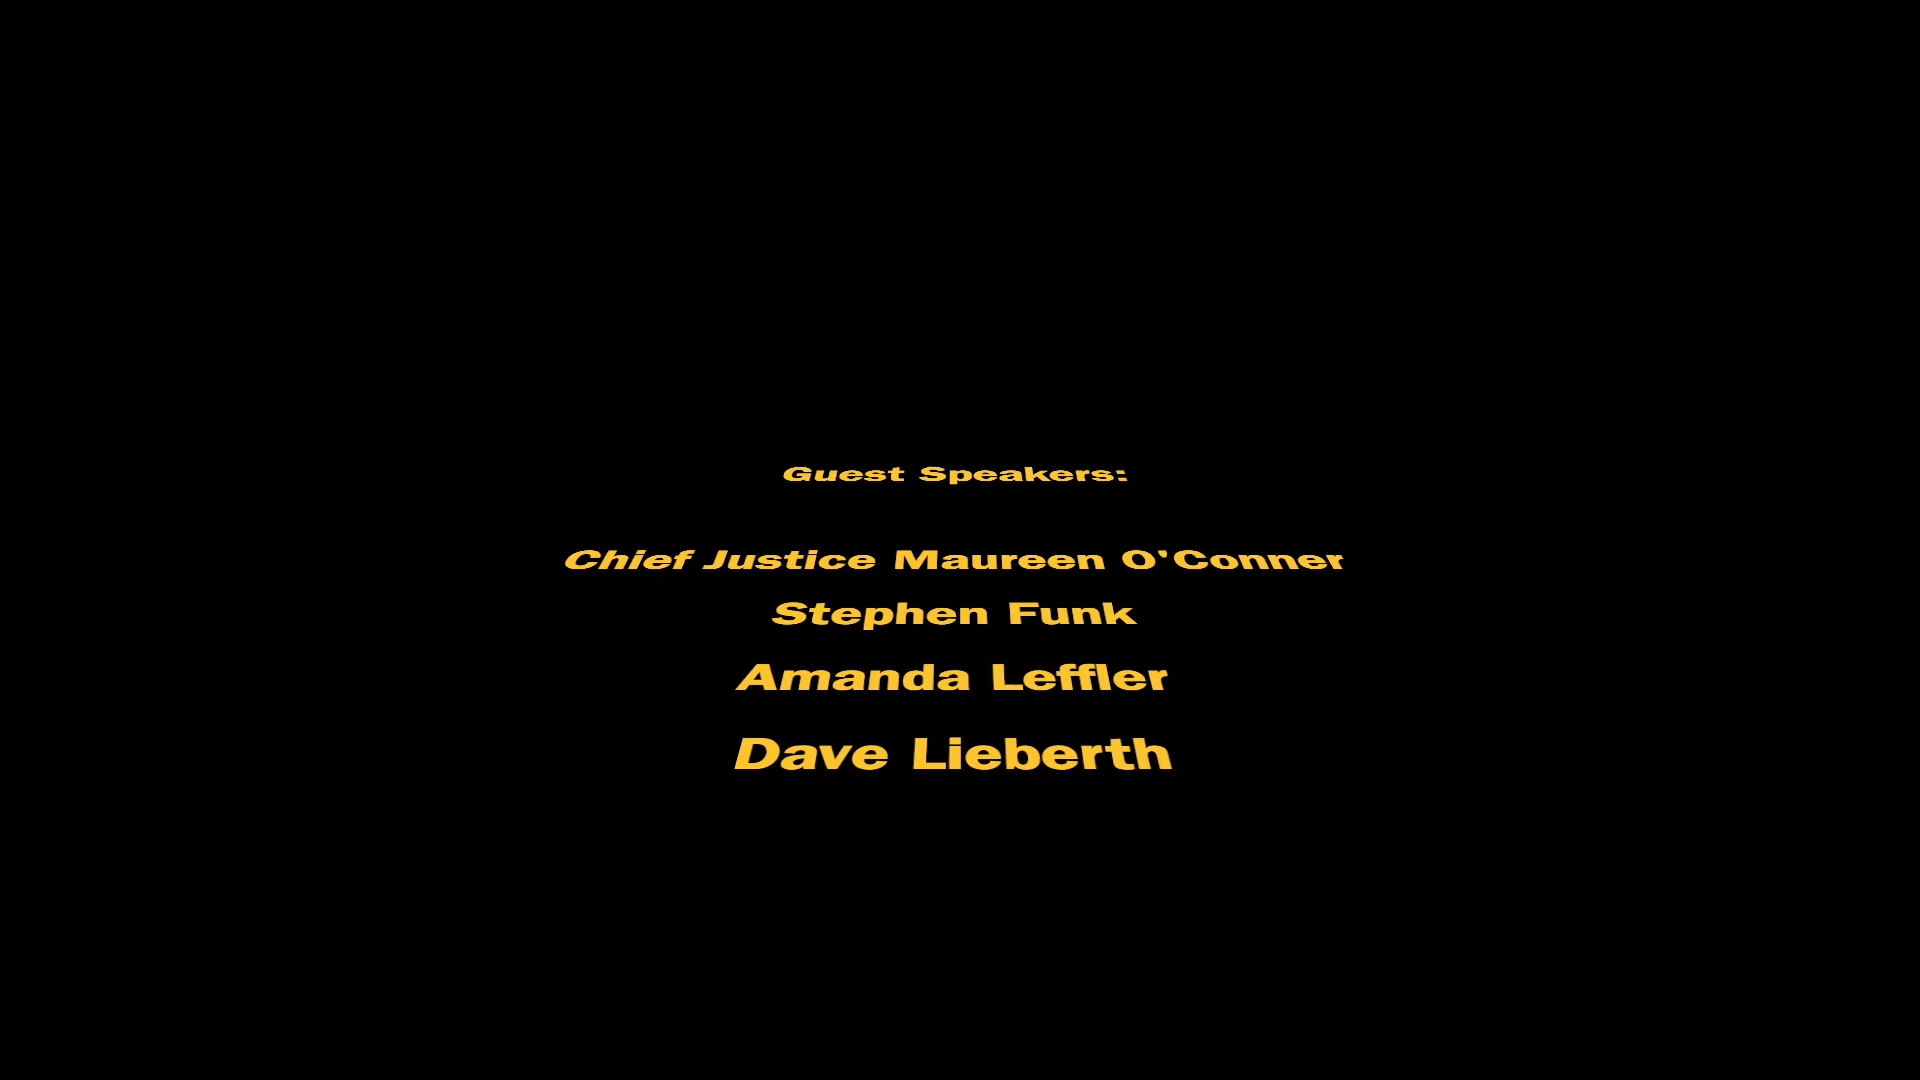 Guest Speakers:
Chief Justice Maureen O'Conner
Stephen Funk
Amanda Leffler
Dave Lieberth